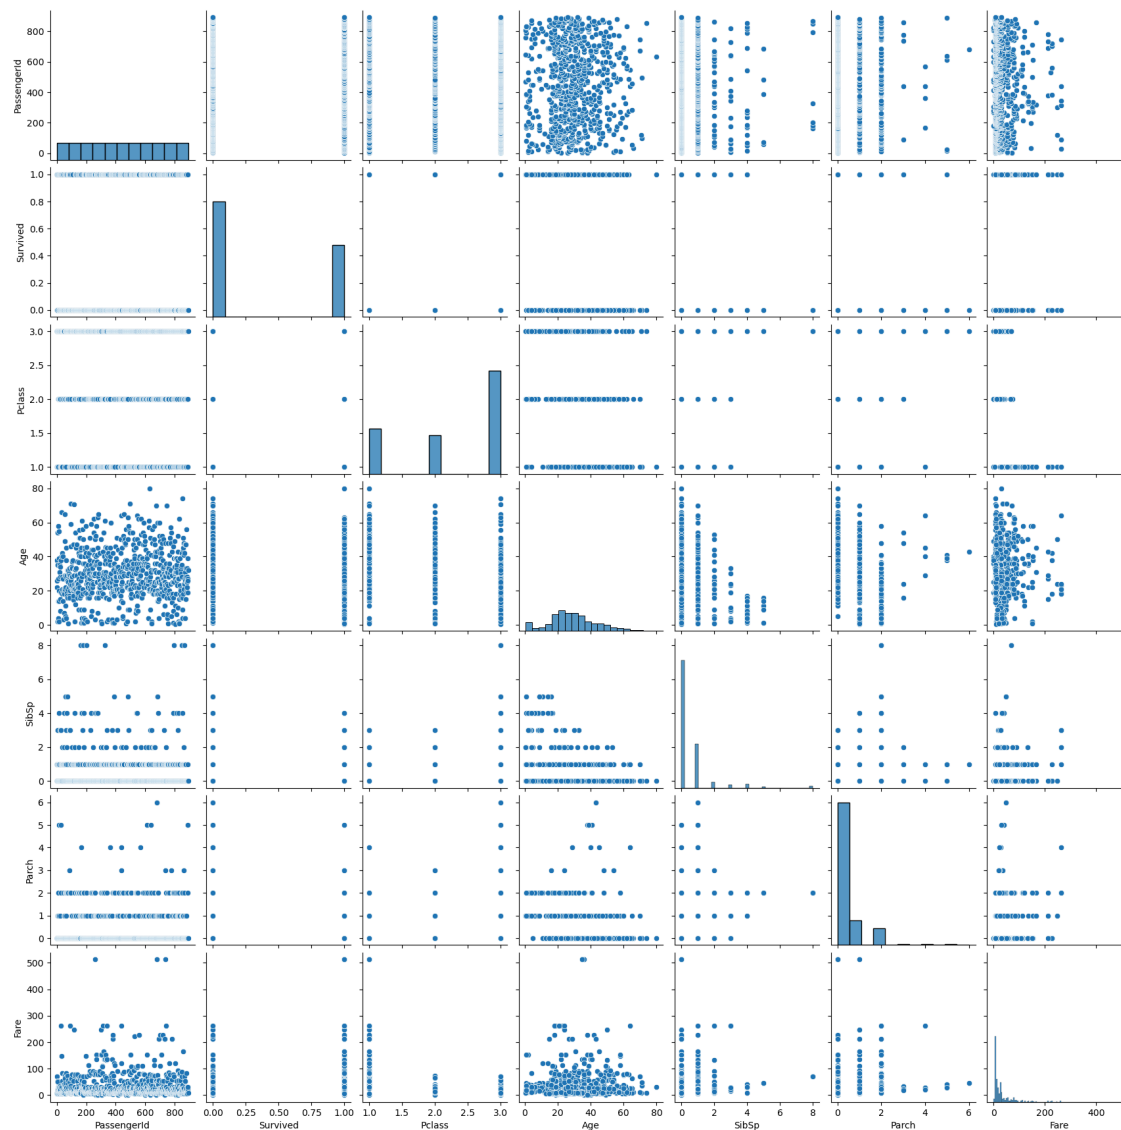 800
600
400
200
0
PassengerId
1.0
0.8
0.6
0.4
0.2
0.0
Survived
3.0
2.5
2.0
1.5
1.0
Pclass
80
60
40
20
0
Age
8
6
4
2
0
SibSp
6
5
4
3
2
1
0
Parch
500
400
300
200
100
0
Fare
0 200 400 600 800
0.00 0.25 0.50 0.75 1.00
1.0 1.5 2.0 2.5 3.0
0 20 40 60 80
0 2 4 6 8
0 2 4 6
0 200 400
PassengerId Survived Pclass Age SibSp Parch Fare